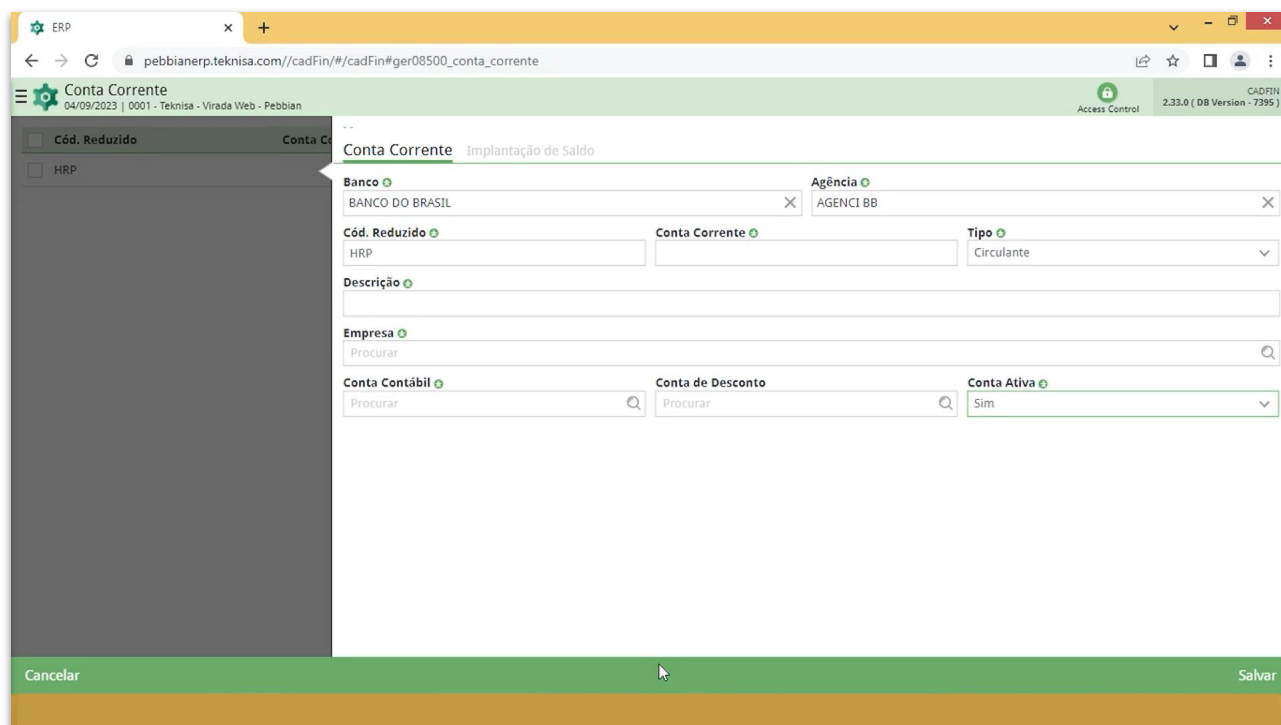 ERP
pebbianerp.teknisa.com//cadFin/#/cadFin#ger08500_conta_corrente
Conta Corrente
04/09/2023 | 0001 - Teknisa - Virada Web - Pebbian
Access Control
CADFIN
2.33.0 ( DB Version - 7395 )
Cód. Reduzido Conta Co
HRP
- -
Conta Corrente Implantação de Saldo
Banco Agência
BANCO DO BRASIL AGENCI BB
Cód. Reduzido Conta Corrente Tipo
HRP Circulante
Descrição
Empresa
Procurar
Conta Contábil Conta de Desconto Conta Ativa
Procurar Procurar Sim
Cancelar Salvar